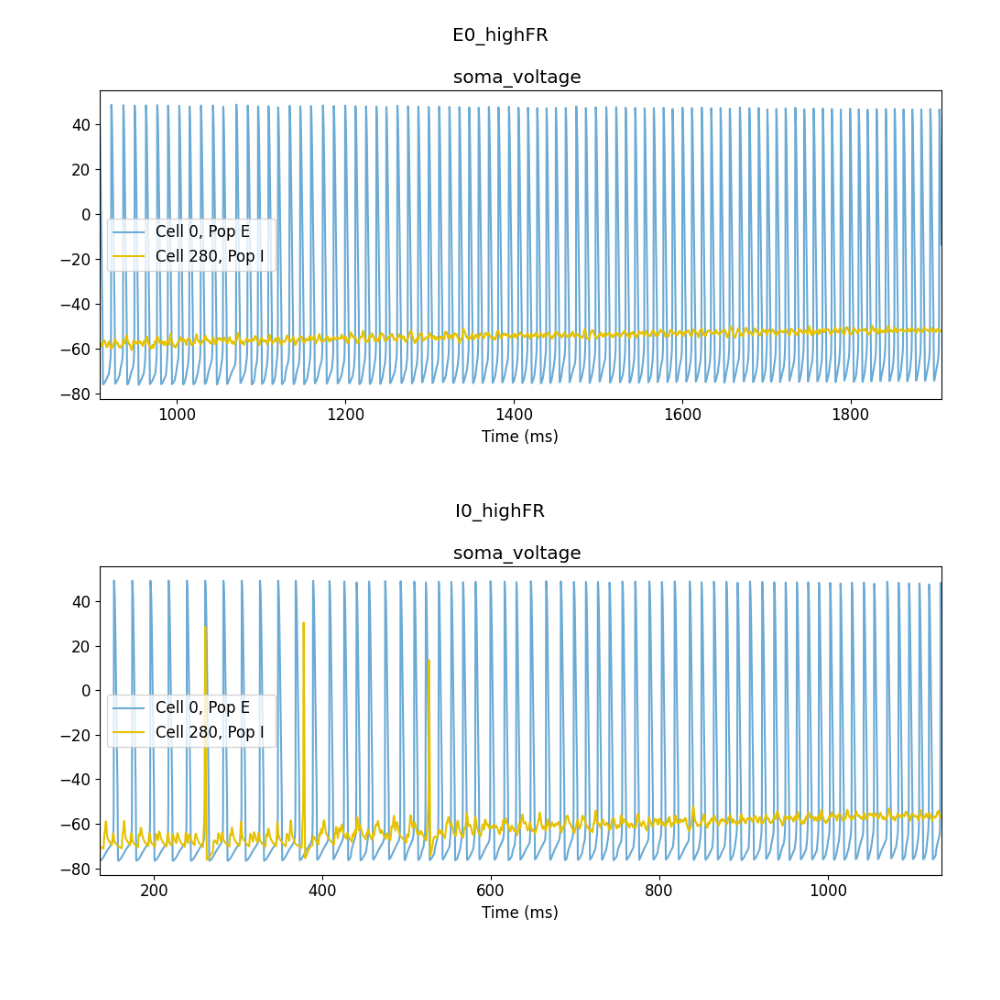 E0_highFR
soma_voltage
40
20
0
−20
−40
−60
−80
Cell 0, Pop E
Cell 280, Pop I
1000 1200 1400 1600 1800
Time (ms)
I0_highFR
soma_voltage
40
20
0
−20
−40
−60
−80
Cell 0, Pop E
Cell 280, Pop I
200 400 600 800 1000
Time (ms)